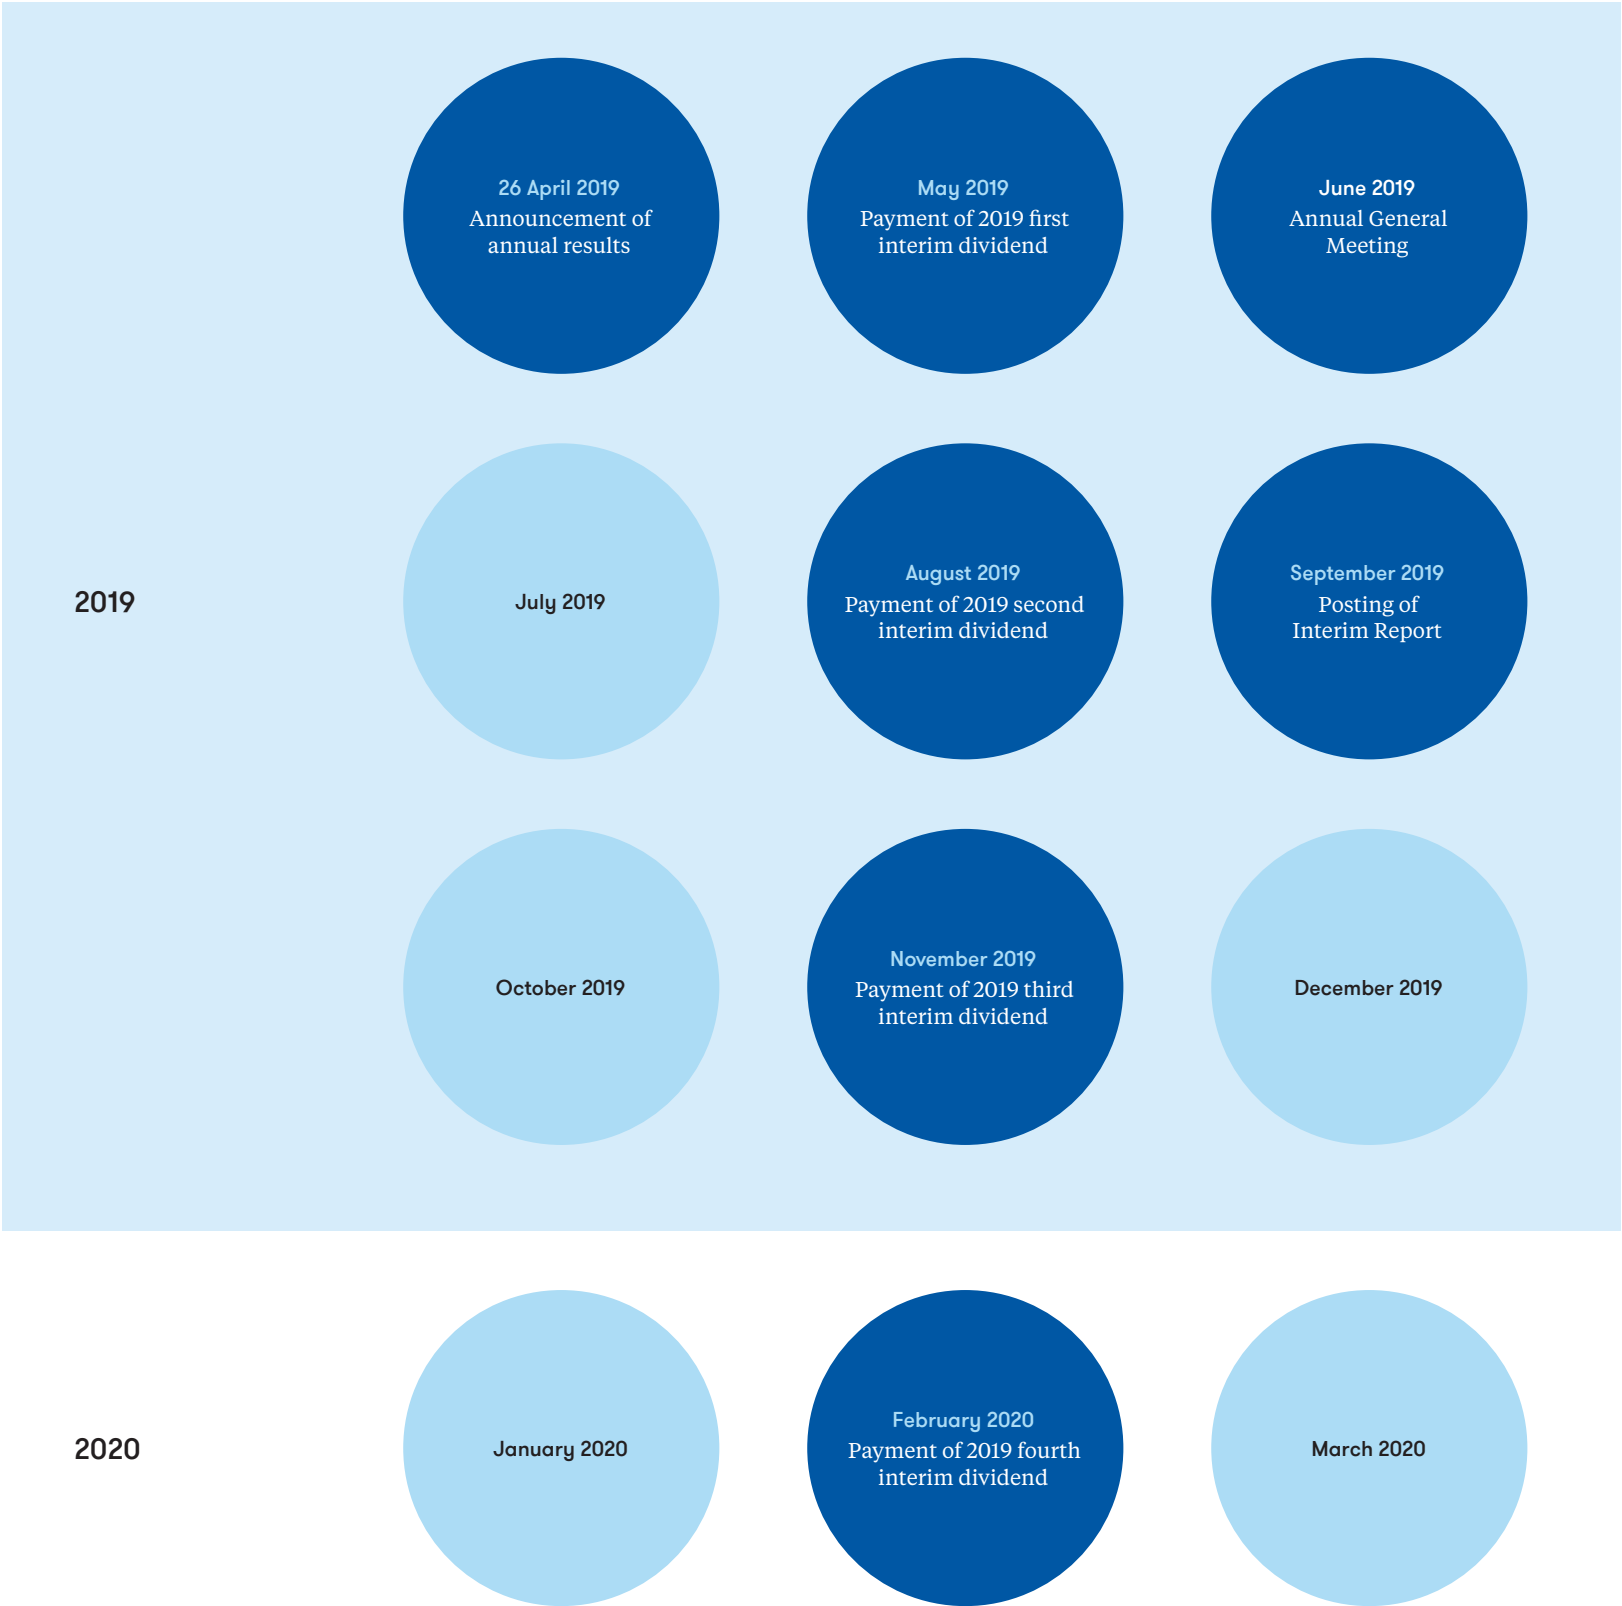 26 April 2019
Announcement of
annual results
May 2019
Payment of 2019 first
interim dividend
June 2019
Annual General
Meeting
2019
July 2019
August 2019
Payment of 2019 second
interim dividend
September 2019
Posting of
Interim Report
October 2019
November 2019
Payment of 2019 third
interim dividend
December 2019
2020
January 2020
February 2020
Payment of 2019 fourth
interim dividend
March 2020